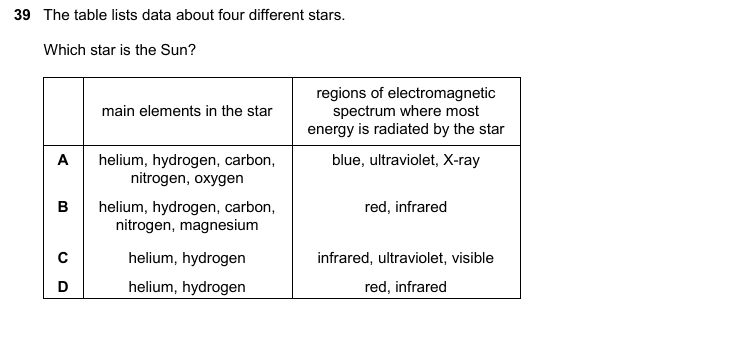 39 The table lists data about four different stars.
Which star is the Sun?
main elements in the star
regions of electromagnetic
spectrum where most
energy is radiated by the star
A helium, hydrogen, carbon, blue, ultraviolet, X-ray
nitrogen, oxygen
B helium, hydrogen, carbon, red, infrared
nitrogen, magnesium
C helium, hydrogen infrared, ultraviolet, visible
D helium, hydrogen red, infrared